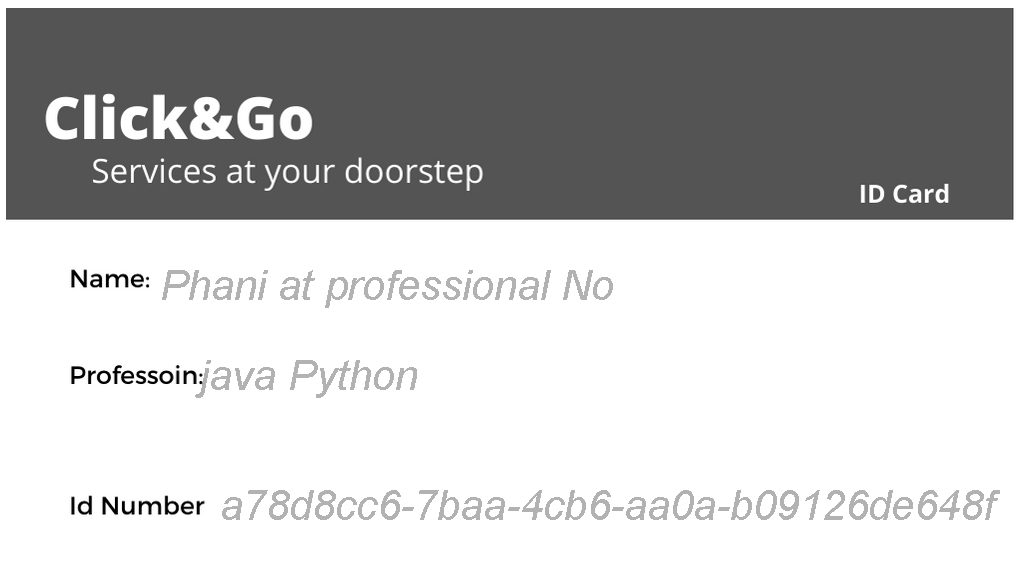 Click&Go
Services at your doorstep
ID Card
Name: Phani at professional No
Professoin:java Python
Id Number a78d8cc6-7baa-4cb6-aa0a-b09126de648f